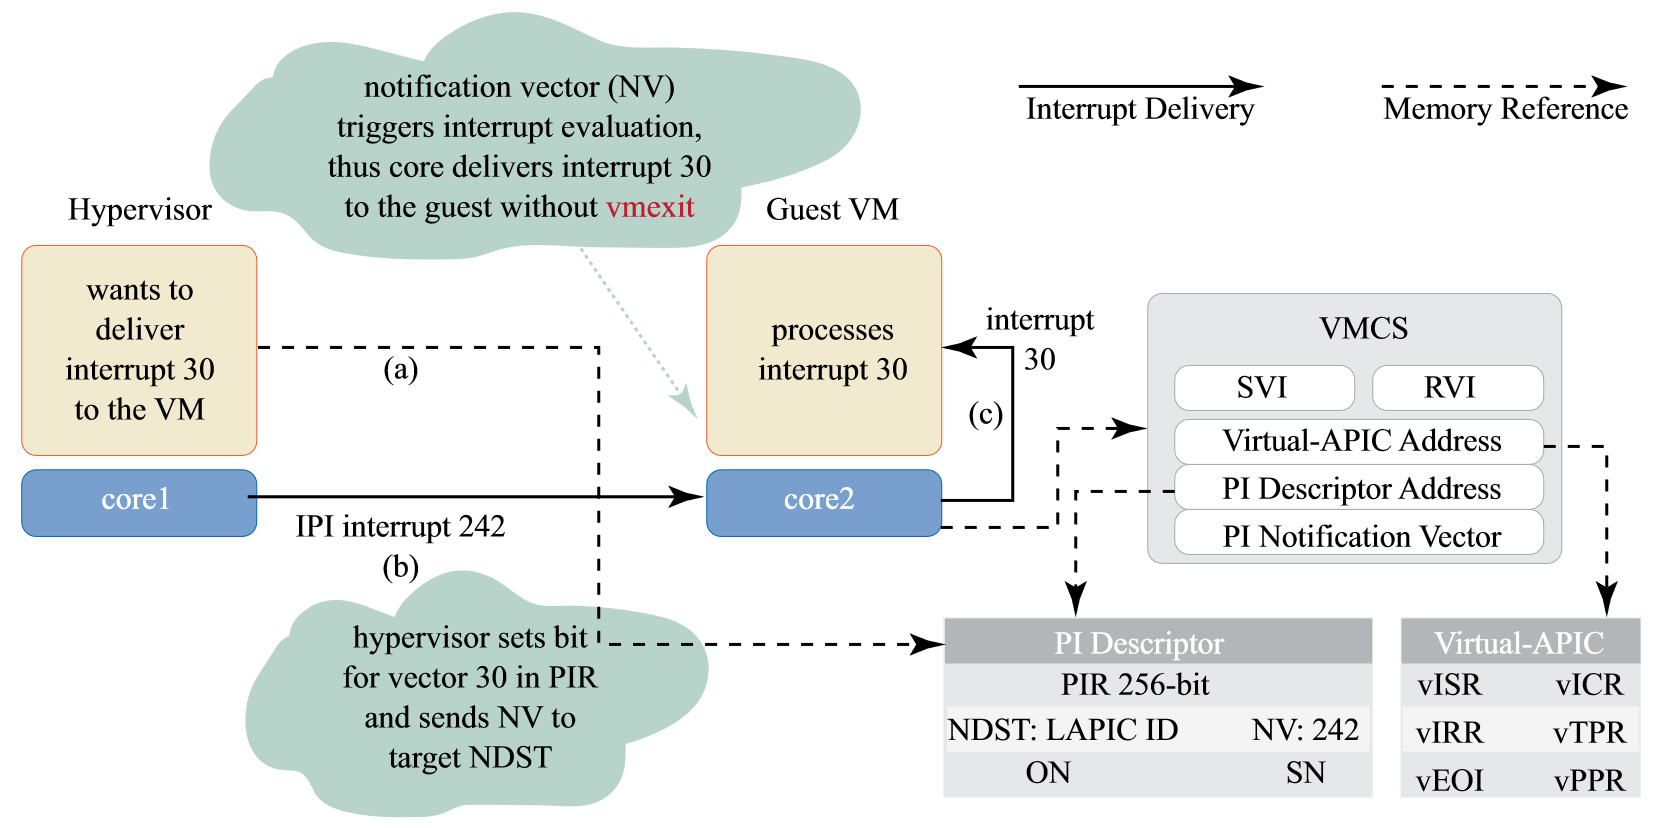 notification vector (NV)
triggers interrupt evaluation,
thus core delivers interrupt 30
to the guest without vmexit
Interrupt Delivery
Memory Reference
Hypervisor
Guest VM
wants to
deliver
interrupt 30
to the VM
(a)
processes
interrupt 30
interrupt
30
(c)
core1
core2
IPI interrupt 242
(b)
VMCS
SVI
RVI
Virtual-APIC Address
PI Descriptor Address
PI Notification Vector
hypervisor sets bit
for vector 30 in PIR
and sends NV to
target NDST
PI Descriptor
PIR 256-bit
NDST: LAPIC ID
NV: 242
ON
SN
Virtual-APIC
vISR
vICR
vIRR
vTPR
vEOI
vPPR